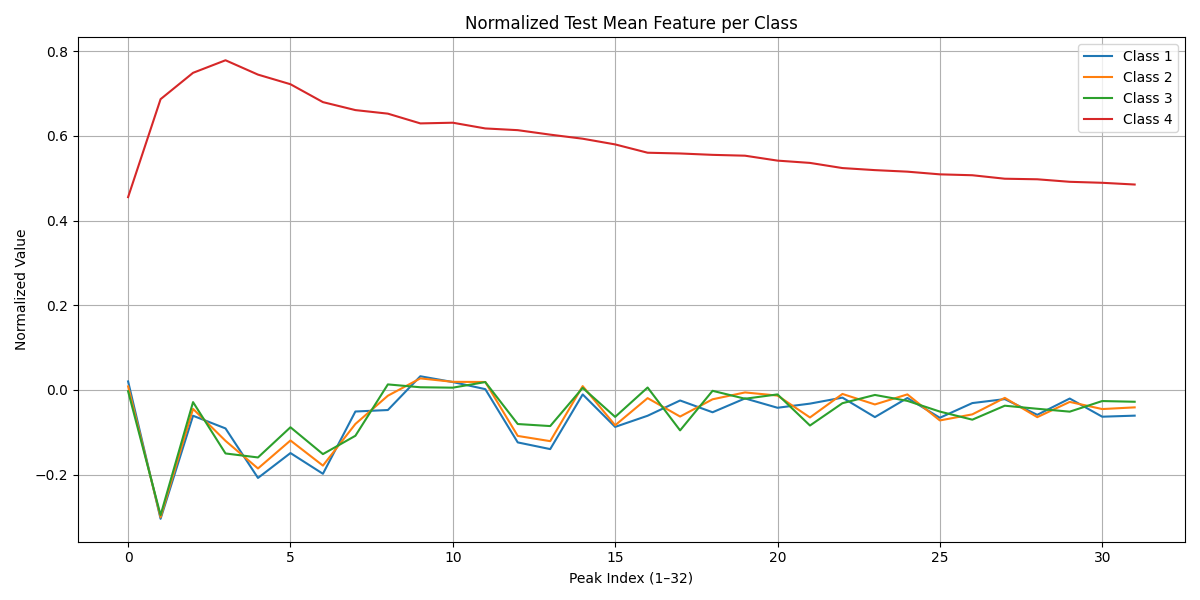 Normalized Test Mean Feature per Class
Normalized Value
0.8
0.6
0.4
0.2
0.0
−0.2
Class 1
Class 2
Class 3
Class 4
0 5 10 15 20 25 30
Peak Index (1–32)